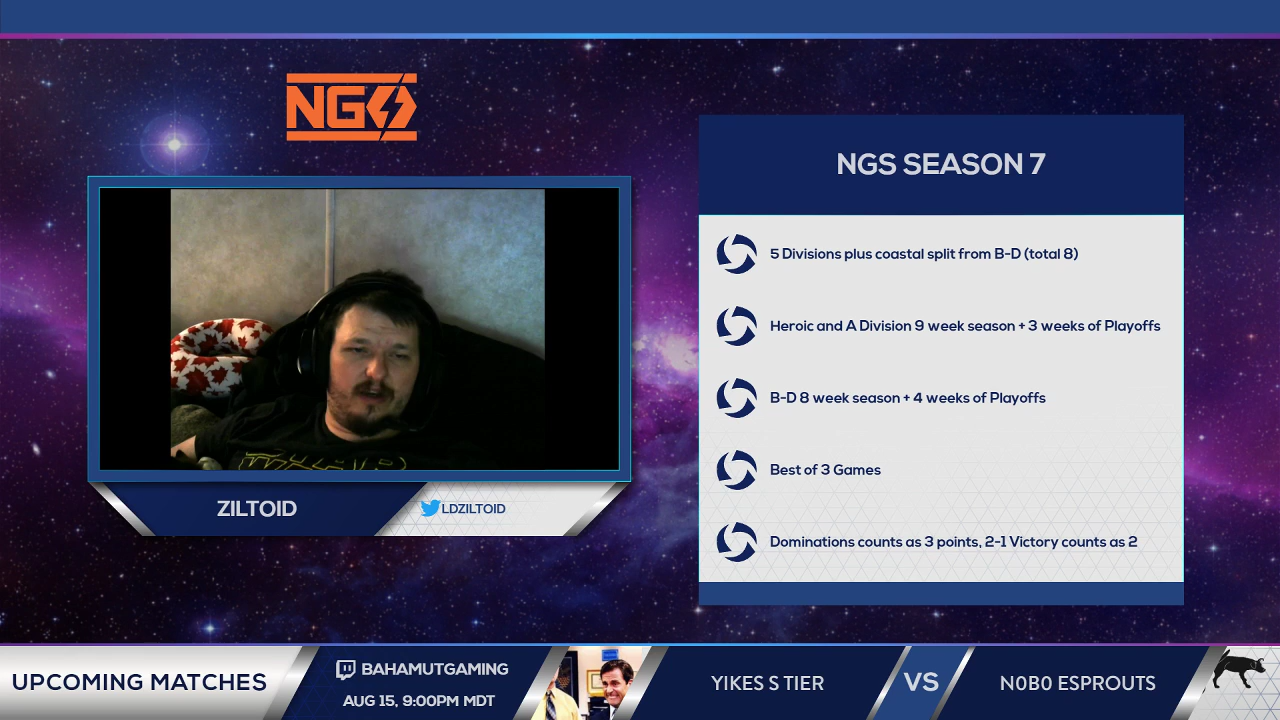 NGS
NGS SEASON 7
5 Divisions plus coastal split from B-D (total 8)
Heroic and A Division 9 week season + 3 weeks of Playoffs
B-D 8 week season + 4 weeks of Playoffs
Best of 3 Games
Dominations counts as 3 points, 2-1 Victory counts as 2
ZILTOID
LDZILTOID
UPCOMING MATCHES
BAHAMUTGAMING
AUG 15, 9:00PM MDT
YIKES S TIER
VS
N0B0 ESPROUTS